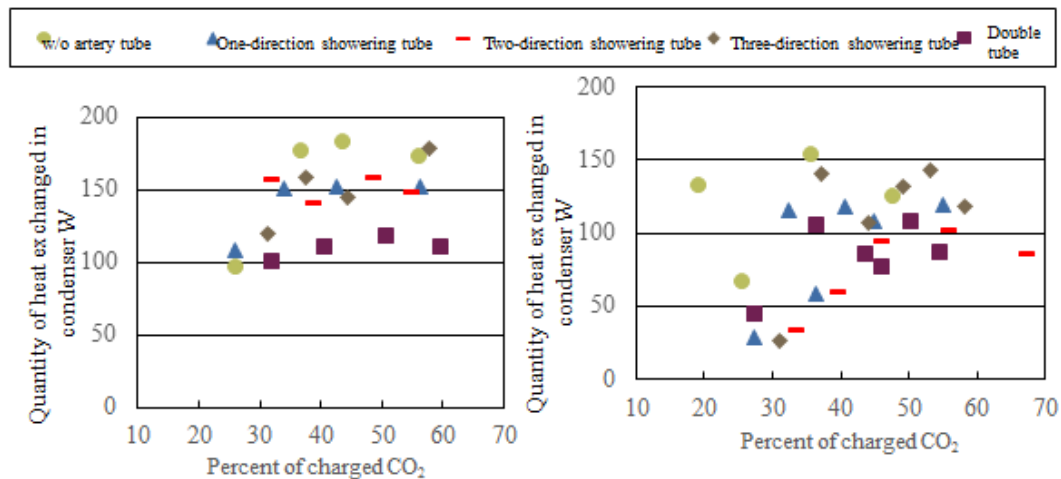 w/o artery tube
One-direction showering tube
Two-direction showering tube
Three-direction showering tube
Double
tube
Quantity of heat ex changed in
condenser W
200
150
100
50
0
10 20 30 40 50 60 70
Percent of charged CO₂
Quantity of heat ex changed in
condenser W
200
150
100
50
0
10 20 30 40 50 60 70
Percent of charged CO₂